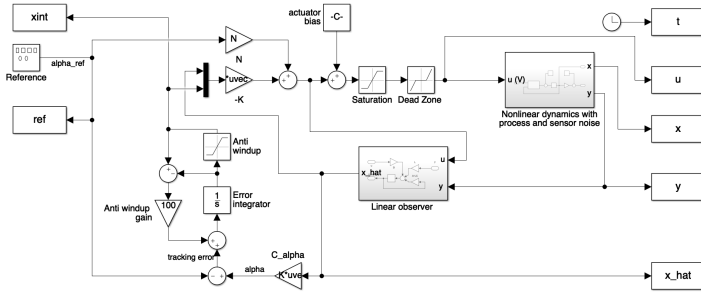 xint
Reference
alpha_ref
ref
N
N
*uvec
-K
actuator
bias
-C-
Saturation
Dead Zone
u (V)
x
y
Nonlinear dynamics with
process and sensor noise
t
u
x
y
Anti
windup
x_hat
u
y
Linear observer
Anti windup
gain
100
1
s
Error
integrator
tracking error
alpha
C_alpha
K*uve
x_hat